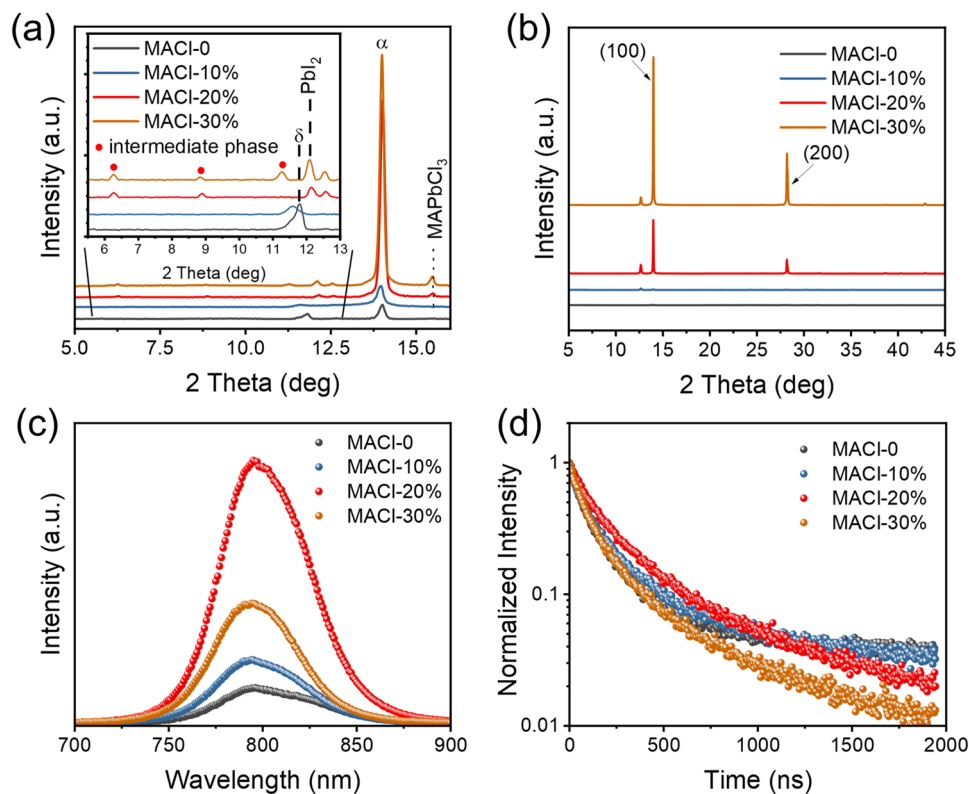 (a)
Intensity (a.u.)
MACl-0
MACl-10%
MACl-20%
MACl-30%
intermediate phase
δ
PbI2
6 7 8 9 10 11 12 13
2 Theta (deg)
α
MAPbCl3
5.0 7.5 10.0 12.5 15.0
2 Theta (deg)
(b)
Intensity (a.u.)
(100)
(200)
MACl-0
MACl-10%
MACl-20%
MACl-30%
5 15 25 35 45
2 Theta (deg)
(c)
Intensity (a.u.)
MACl-0
MACl-10%
MACl-20%
MACl-30%
700 750 800 850 900
Wavelength (nm)
(d)
Normalized Intensity
1
0.1
0.01
MACl-0
MACl-10%
MACl-20%
MACl-30%
0 500 1000 1500 2000
Time (ns)